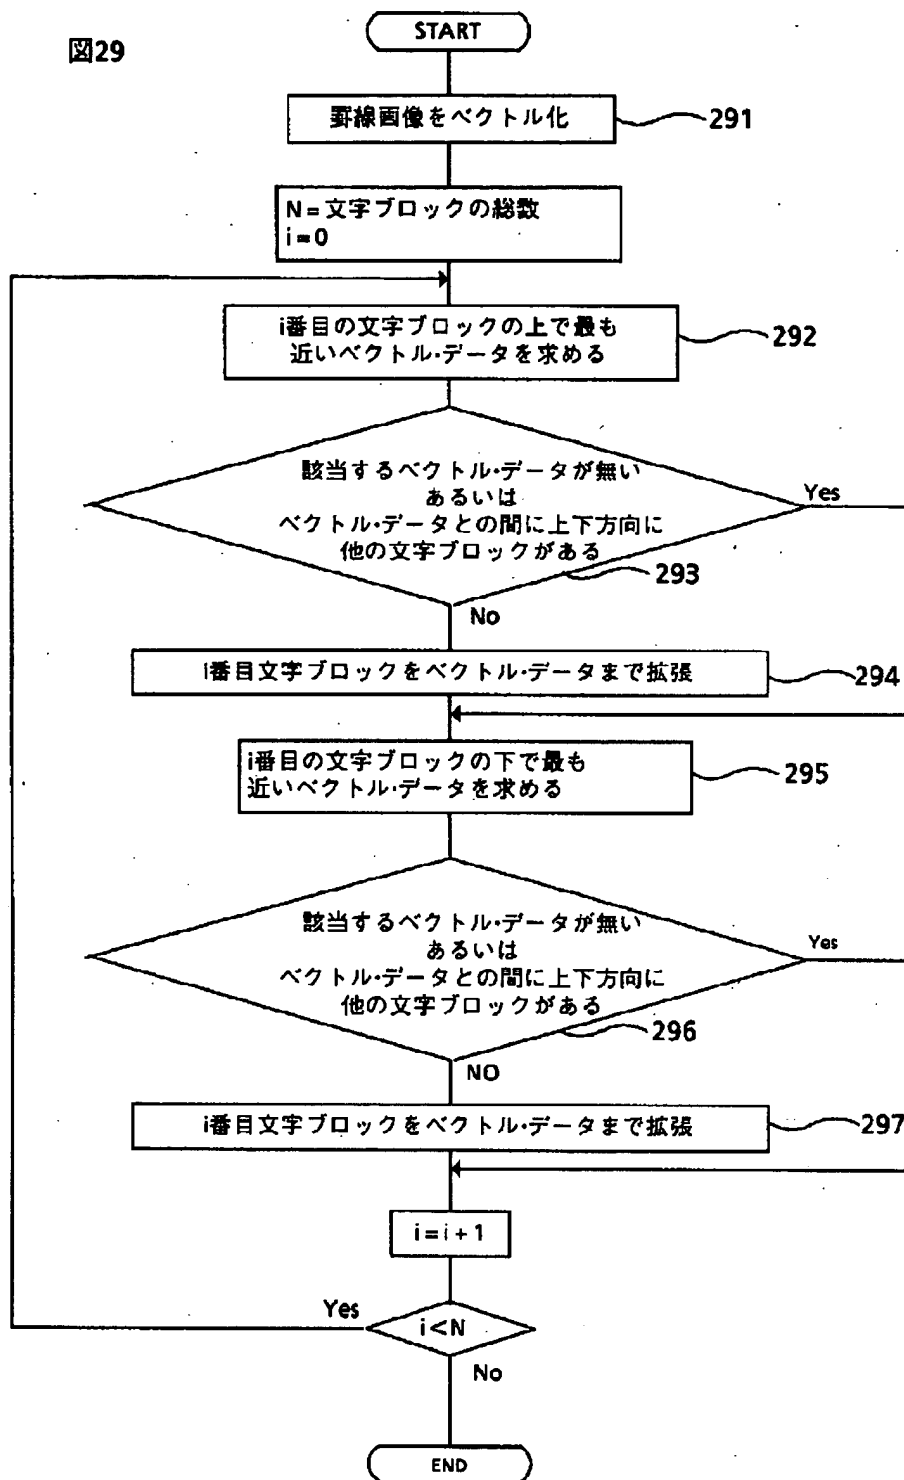 図29
START
罫線画像をベクトル化
291
N=文字ブロックの総数
i=0
i番目の文字ブロックの上で最も
近いベクトル・データを求める
292
該当するベクトル・データが無い
あるいは
ベクトル・データとの間に上下方向に
他の文字ブロックがある
Yes
293
No
i番目文字ブロックをベクトル・データまで拡張
294
i番目の文字ブロックの下で最も
近いベクトル・データを求める
295
該当するベクトル・データが無い
あるいは
ベクトル・データとの間に上下方向に
他の文字ブロックがある
Yes
296
NO
i番目文字ブロックをベクトル・データまで拡張
297
i=i+1
Yes
i<N
No
END